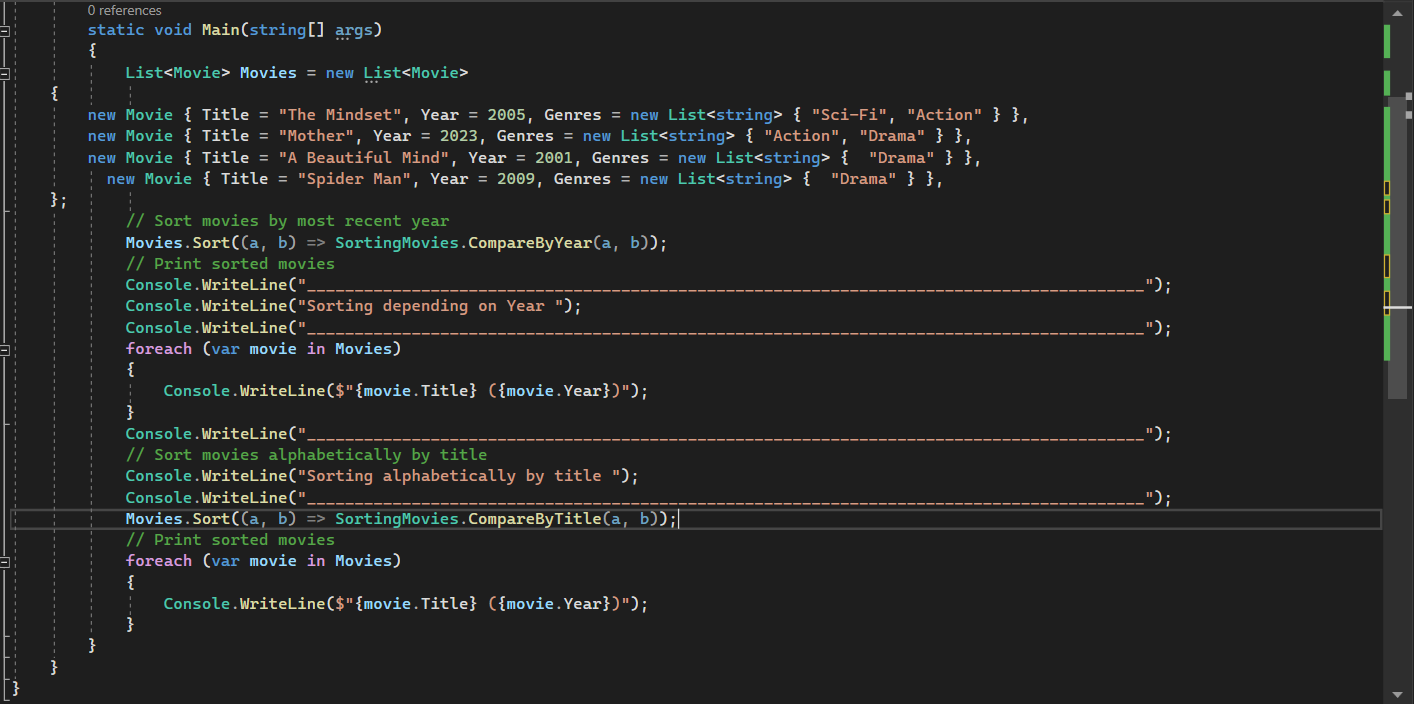 0 references
static void Main(string[] args)
{
List<Movie> Movies = new List<Movie>
{
new Movie { Title = "The Mindset", Year = 2005, Genres = new List<string> { "Sci-Fi", "Action" } },
new Movie { Title = "Mother", Year = 2023, Genres = new List<string> { "Action", "Drama" } },
new Movie { Title = "A Beautiful Mind", Year = 2001, Genres = new List<string> {  "Drama" } },
new Movie { Title = "Spider Man", Year = 2009, Genres = new List<string> {  "Drama" } },
};
// Sort movies by most recent year
Movies.Sort((a, b) => SortingMovies.CompareByYear(a, b));
// Print sorted movies
Console.WriteLine("________________________________________________________________________________________");
Console.WriteLine("Sorting depending on Year ");
Console.WriteLine("________________________________________________________________________________________");
foreach (var movie in Movies)
{
Console.WriteLine($"{movie.Title} ({movie.Year})");
}
Console.WriteLine("________________________________________________________________________________________");
// Sort movies alphabetically by title
Console.WriteLine("Sorting alphabetically by title ");
Console.WriteLine("________________________________________________________________________________________");
Movies.Sort((a, b) => SortingMovies.CompareByTitle(a, b));
// Print sorted movies
foreach (var movie in Movies)
{
Console.WriteLine($"{movie.Title} ({movie.Year})");
}
}
}
}